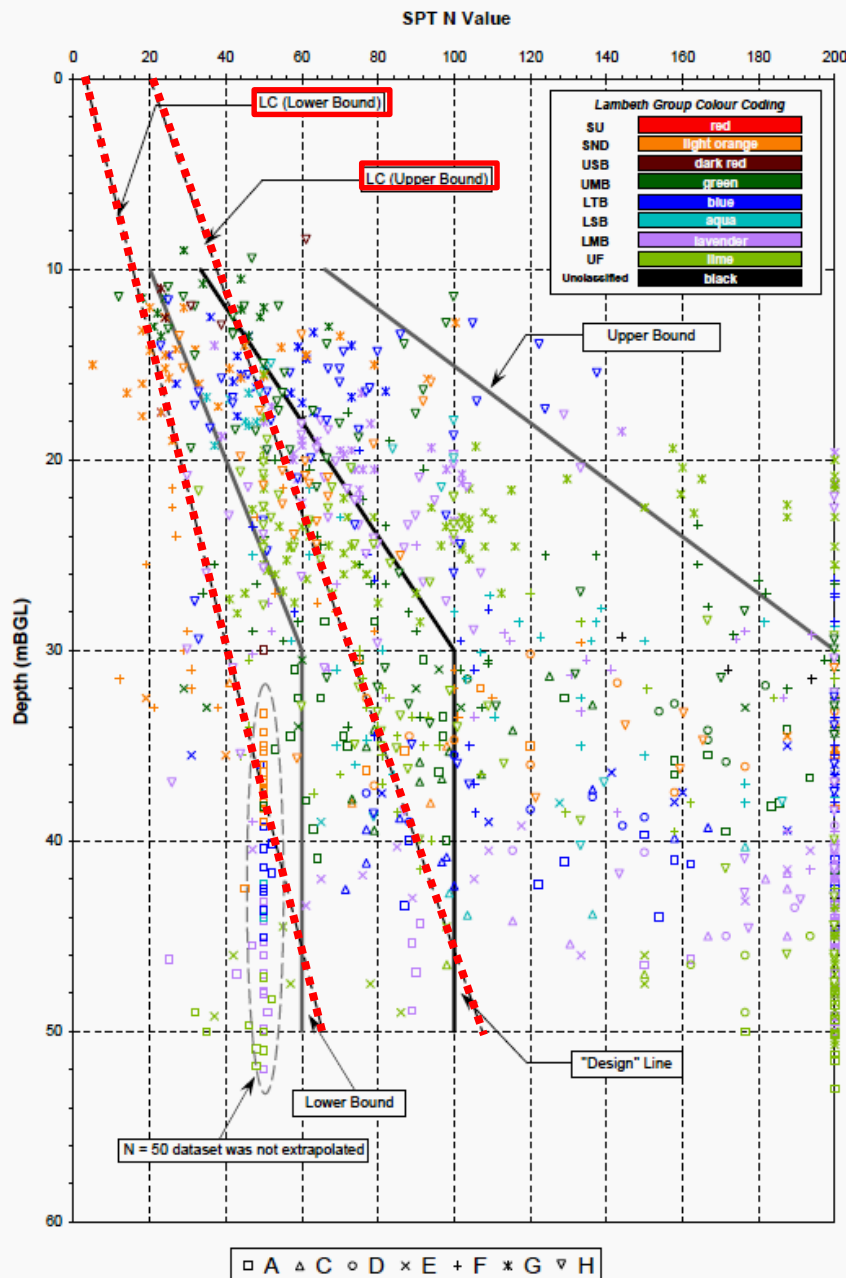 SPT N Value
0 20 40 60 80 100 120 140 160 180 200
0
10
20
30
40
50
60
Depth (mBGL)
LC (Lower Bound)
LC (Upper Bound)
Lambeth Group Colour Coding
SU red
SND light orange
USB dark red
UMB green
LTB blue
LSB aqua
LMB lavender
UF lime
Unclassified black
Upper Bound
"Design" Line
Lower Bound
N = 50 dataset was not extrapolated
A C D E F G H